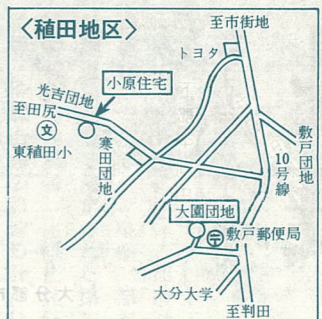 〈稙田地区〉
至市街地
トヨタ
小原住宅
光吉団地
至田尻
文
東稙田小
寒田団地
敷戸団地
10号線
大園団地
〒
敷戸郵便局
大分大学
至判田